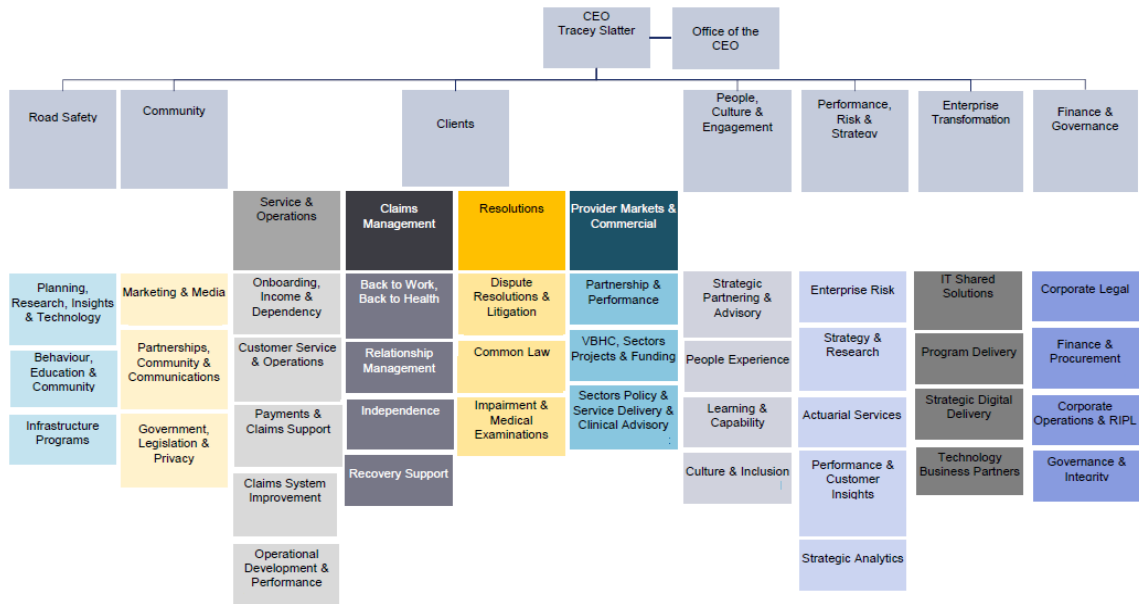 CEO
Tracey Slatter
Office of the
CEO
Road Safety
Community
Clients
People,
Culture &
Engagement
Performance,
Risk &
Strategy
Enterprise
Transformation
Finance &
Governance
Service &
Operations
Claims
Management
Resolutions
Provider Markets &
Commercial
Planning,
Research, Insights
& Technology
Behaviour,
Education &
Community
Infrastructure
Programs
Marketing & Media
Partnerships,
Community &
Communications
Government,
Legislation &
Privacy
Onboarding,
Income &
Dependency
Customer Service
& Operations
Payments &
Claims Support
Claims System
Improvement
Operational
Development &
Performance
Back to Work,
Back to Health
Relationship
Management
Independence
Recovery Support
Dispute
Resolutions &
Litigation
Common Law
Impairment &
Medical
Examinations
Partnership &
Performance
VBHC, Sectors
Projects & Funding
Sectors Policy &
Service Delivery &
Clinical Advisory
Strategic
Partnering &
Advisory
People Experience
Learning &
Capability
Culture & Inclusion
Enterprise Risk
Strategy &
Research
Actuarial Services
Performance &
Customer
Insights
Strategic Analytics
IT Shared
Solutions
Program Delivery
Strategic Digital
Delivery
Technology
Business Partners
Corporate Legal
Finance &
Procurement
Corporate
Operations & RIPL
Governance &
Integrity